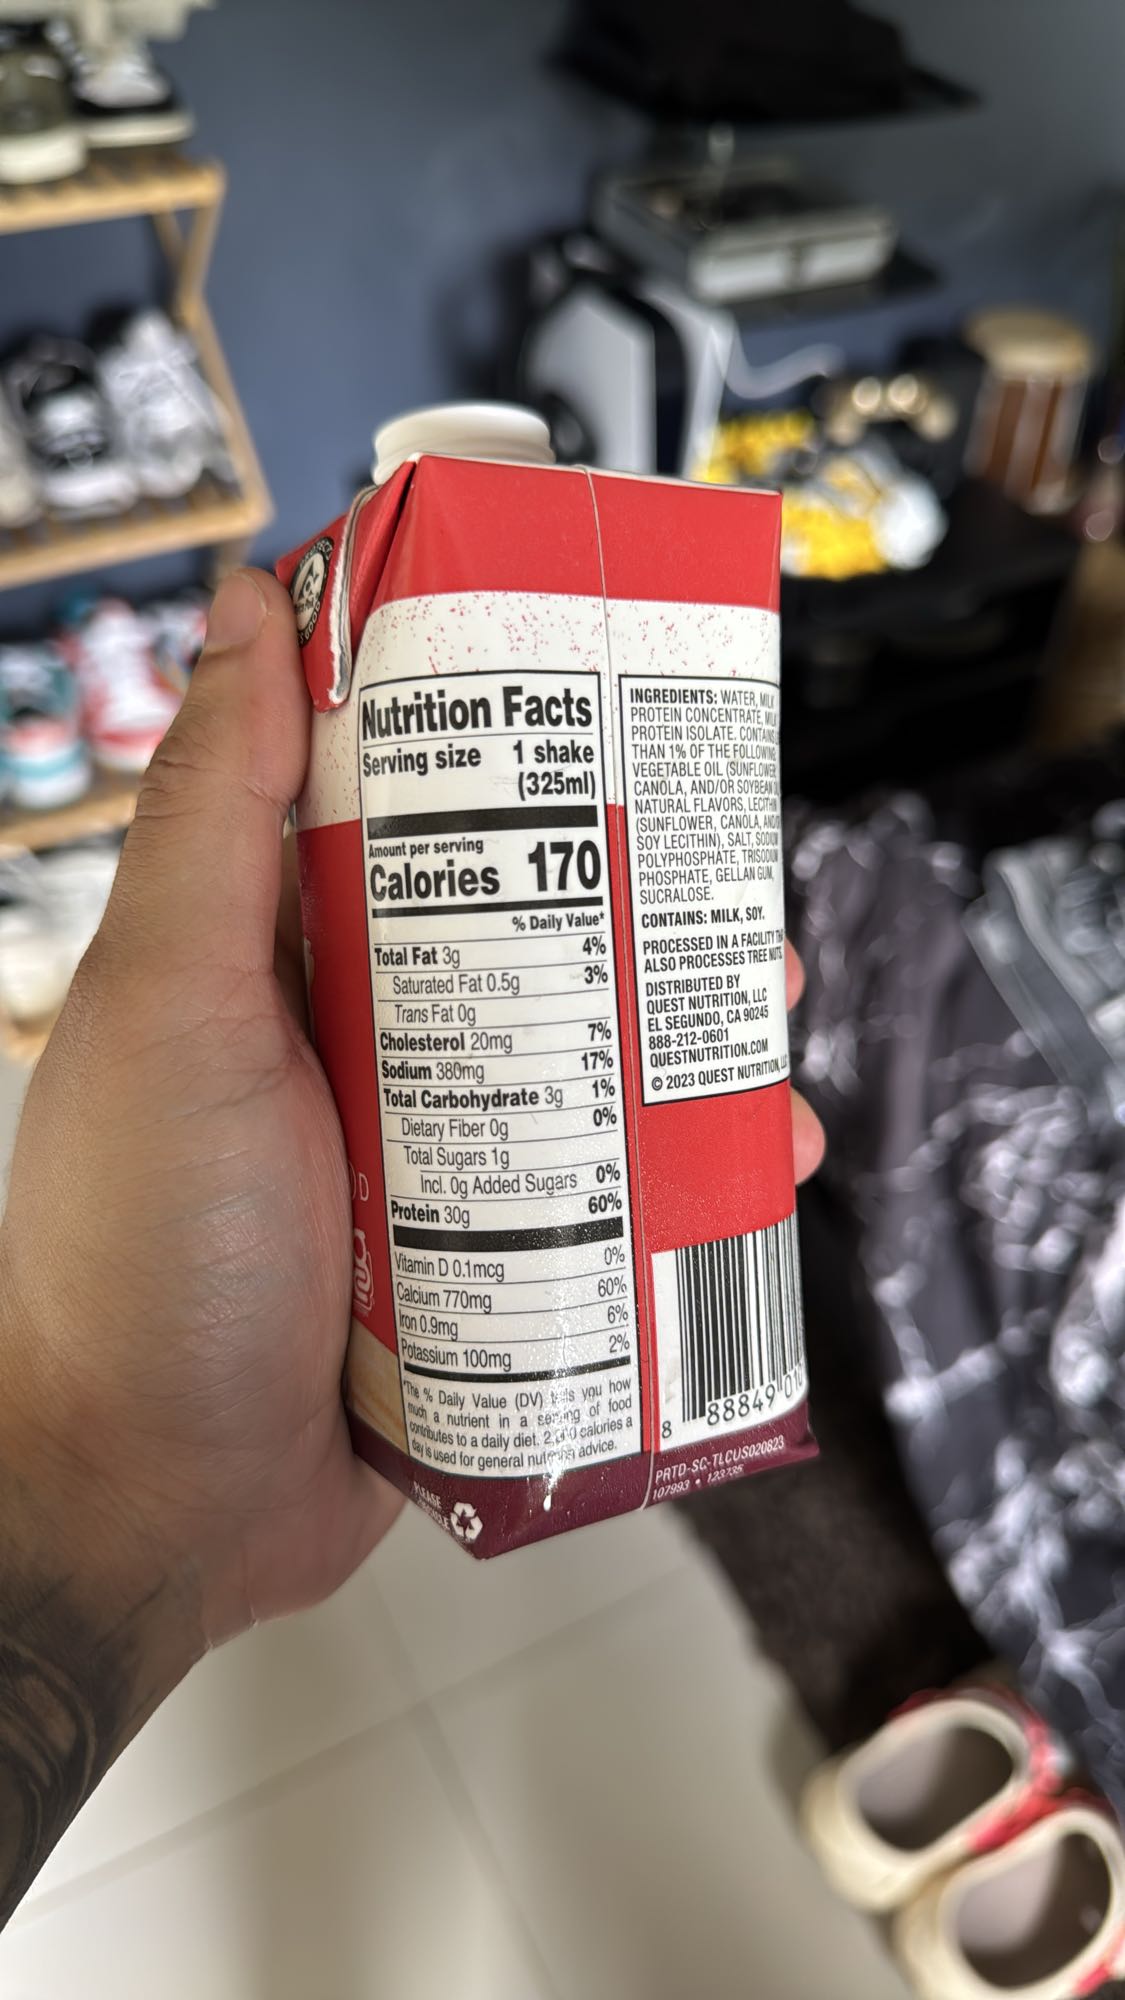 Nutrition Facts
Serving size 1 shake
(325ml)
Amount per serving
Calories 170
% Daily Value*
Total Fat 3g 4%
Saturated Fat 0.5g 3%
Trans Fat 0g
Cholesterol 20mg 7%
Sodium 380mg 17%
Total Carbohydrate 3g 1%
Dietary Fiber 0g 0%
Total Sugars 1g
Incl. 0g Added Sugars 0%
Protein 30g 60%
Vitamin D 0.1mcg 0%
Calcium 770mg 60%
Iron 0.9mg 6%
Potassium 100mg 2%
*The % Daily Value (DV) tells you how
much a nutrient in a serving of food
contributes to a daily diet. 2,000 calories a
day is used for general nutrition advice.
PLEASE
RECYCLE
INGREDIENTS: WATER, MILK
PROTEIN CONCENTRATE, MILK
PROTEIN ISOLATE. CONTAINS
THAN 1% OF THE FOLLOWING
VEGETABLE OIL (SUNFLOWER
CANOLA, AND/OR SOYBEAN
NATURAL FLAVORS, LECITHIN
(SUNFLOWER, CANOLA, AND/O
SOY LECITHIN), SALT, SODIUM
POLYPHOSPHATE, TRISODIUM
PHOSPHATE, GELLAN GUM,
SUCRALOSE.
CONTAINS: MILK, SOY.
PROCESSED IN A FACILITY TH
ALSO PROCESSES TREE NUTS.
DISTRIBUTED BY
QUEST NUTRITION, LLC
EL SEGUNDO, CA 90245
888-212-0601
QUESTNUTRITION.COM
© 2023 QUEST NUTRITION, LL
8 88849 010
PRTD-SC-TLCUS020823
107993 • 123735